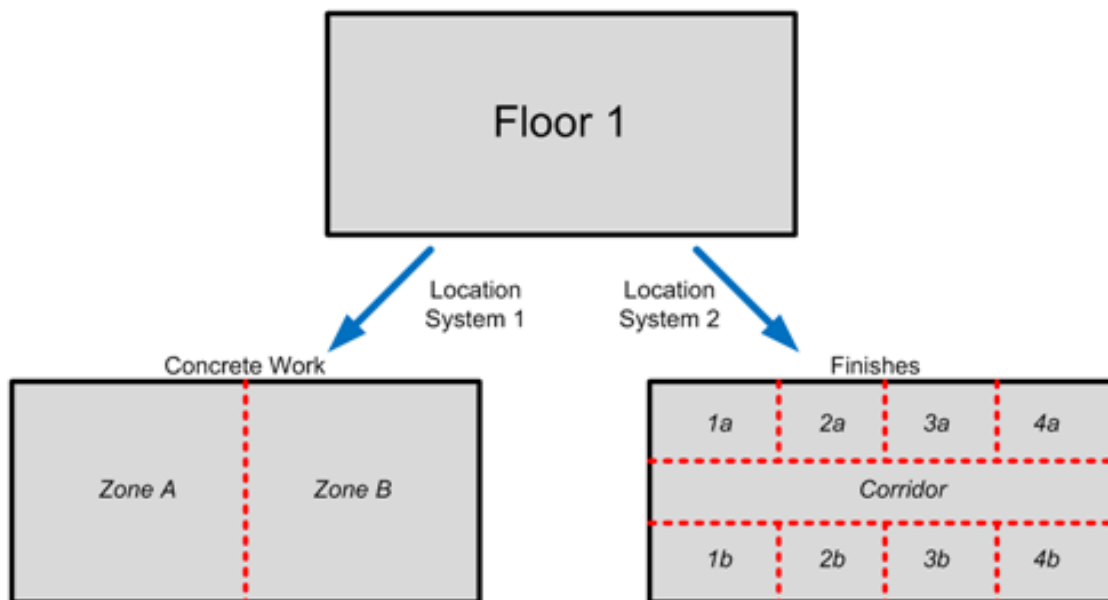 Floor 1
Location
System 1
Location
System 2
Concrete Work
Finishes
Zone A
Zone B
1a
2a
3a
4a
Corridor
1b
2b
3b
4b